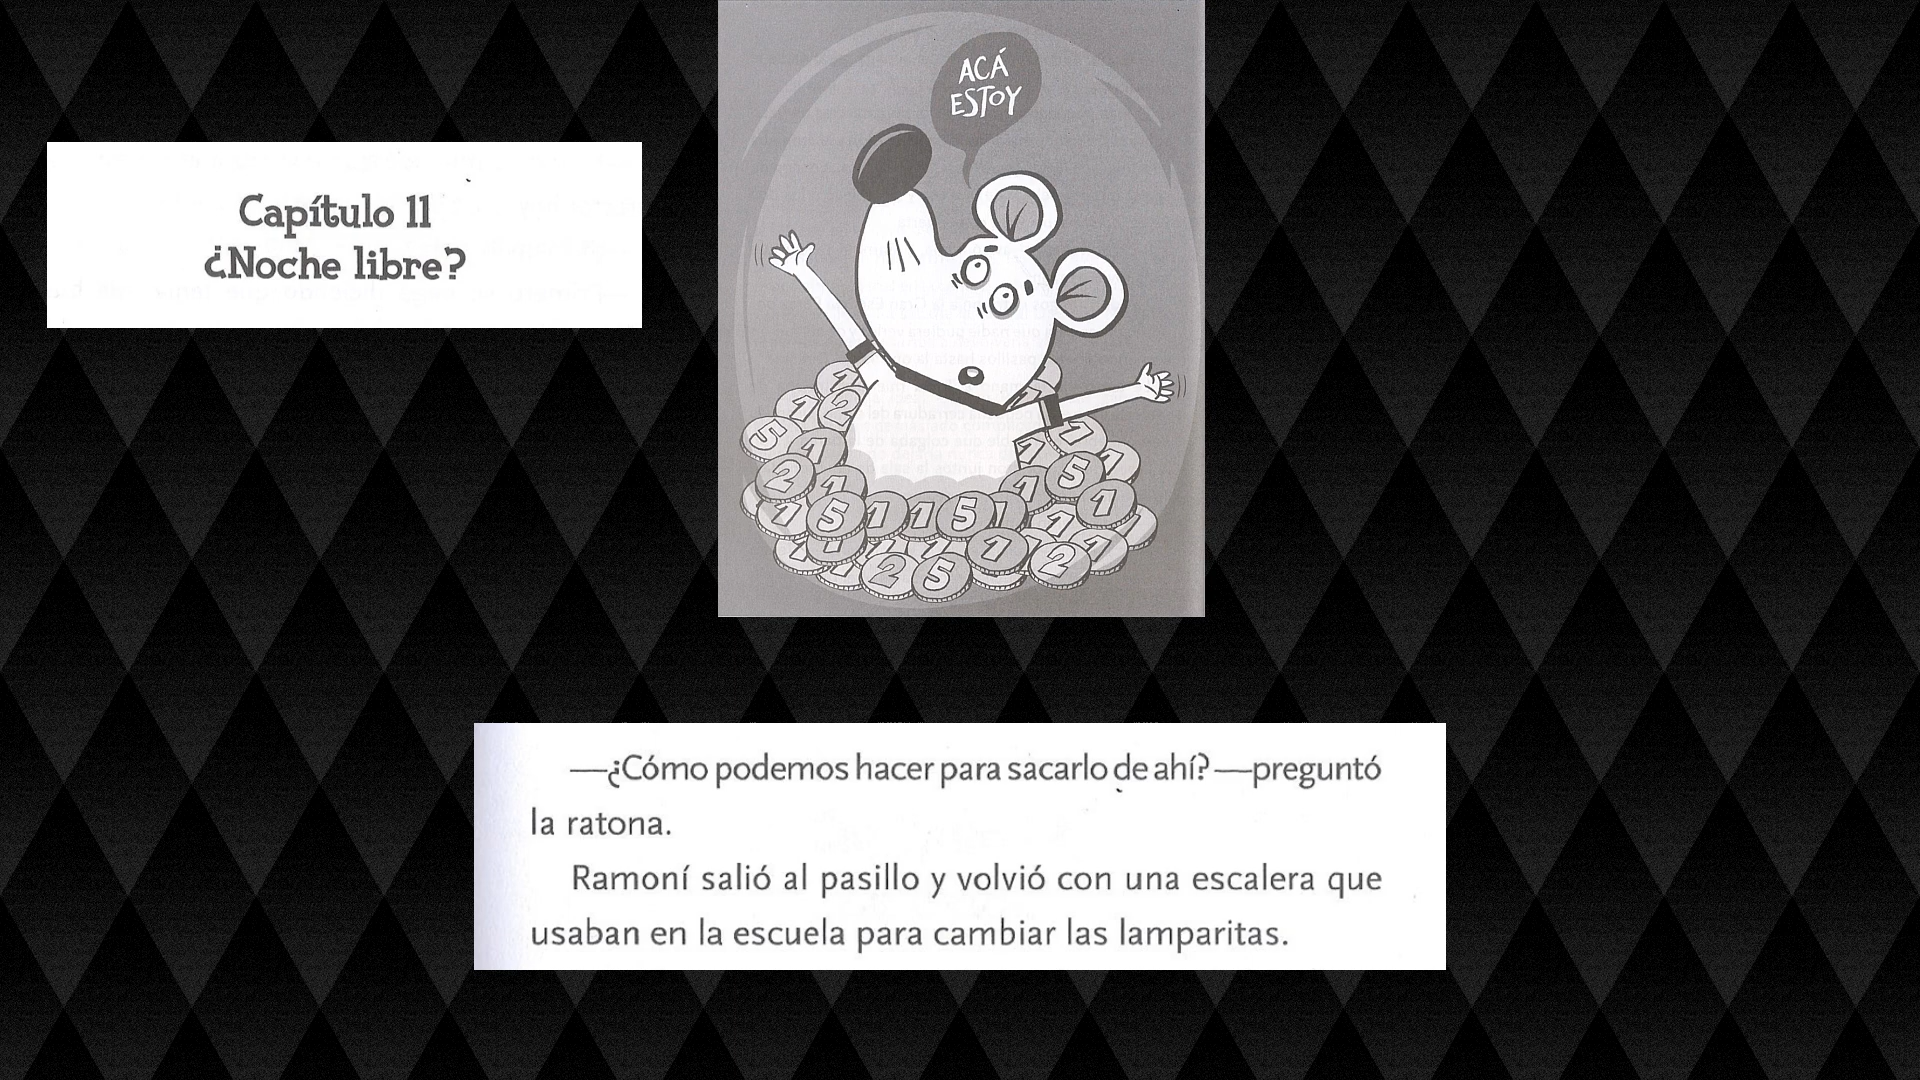 Capítulo 11
¿Noche libre?
ACÁ
ESTOY
—¿Cómo podemos hacer para sacarlo de ahí? —preguntó
la ratona.
Ramoní salió al pasillo y volvió con una escalera que
usaban en la escuela para cambiar las lamparitas.